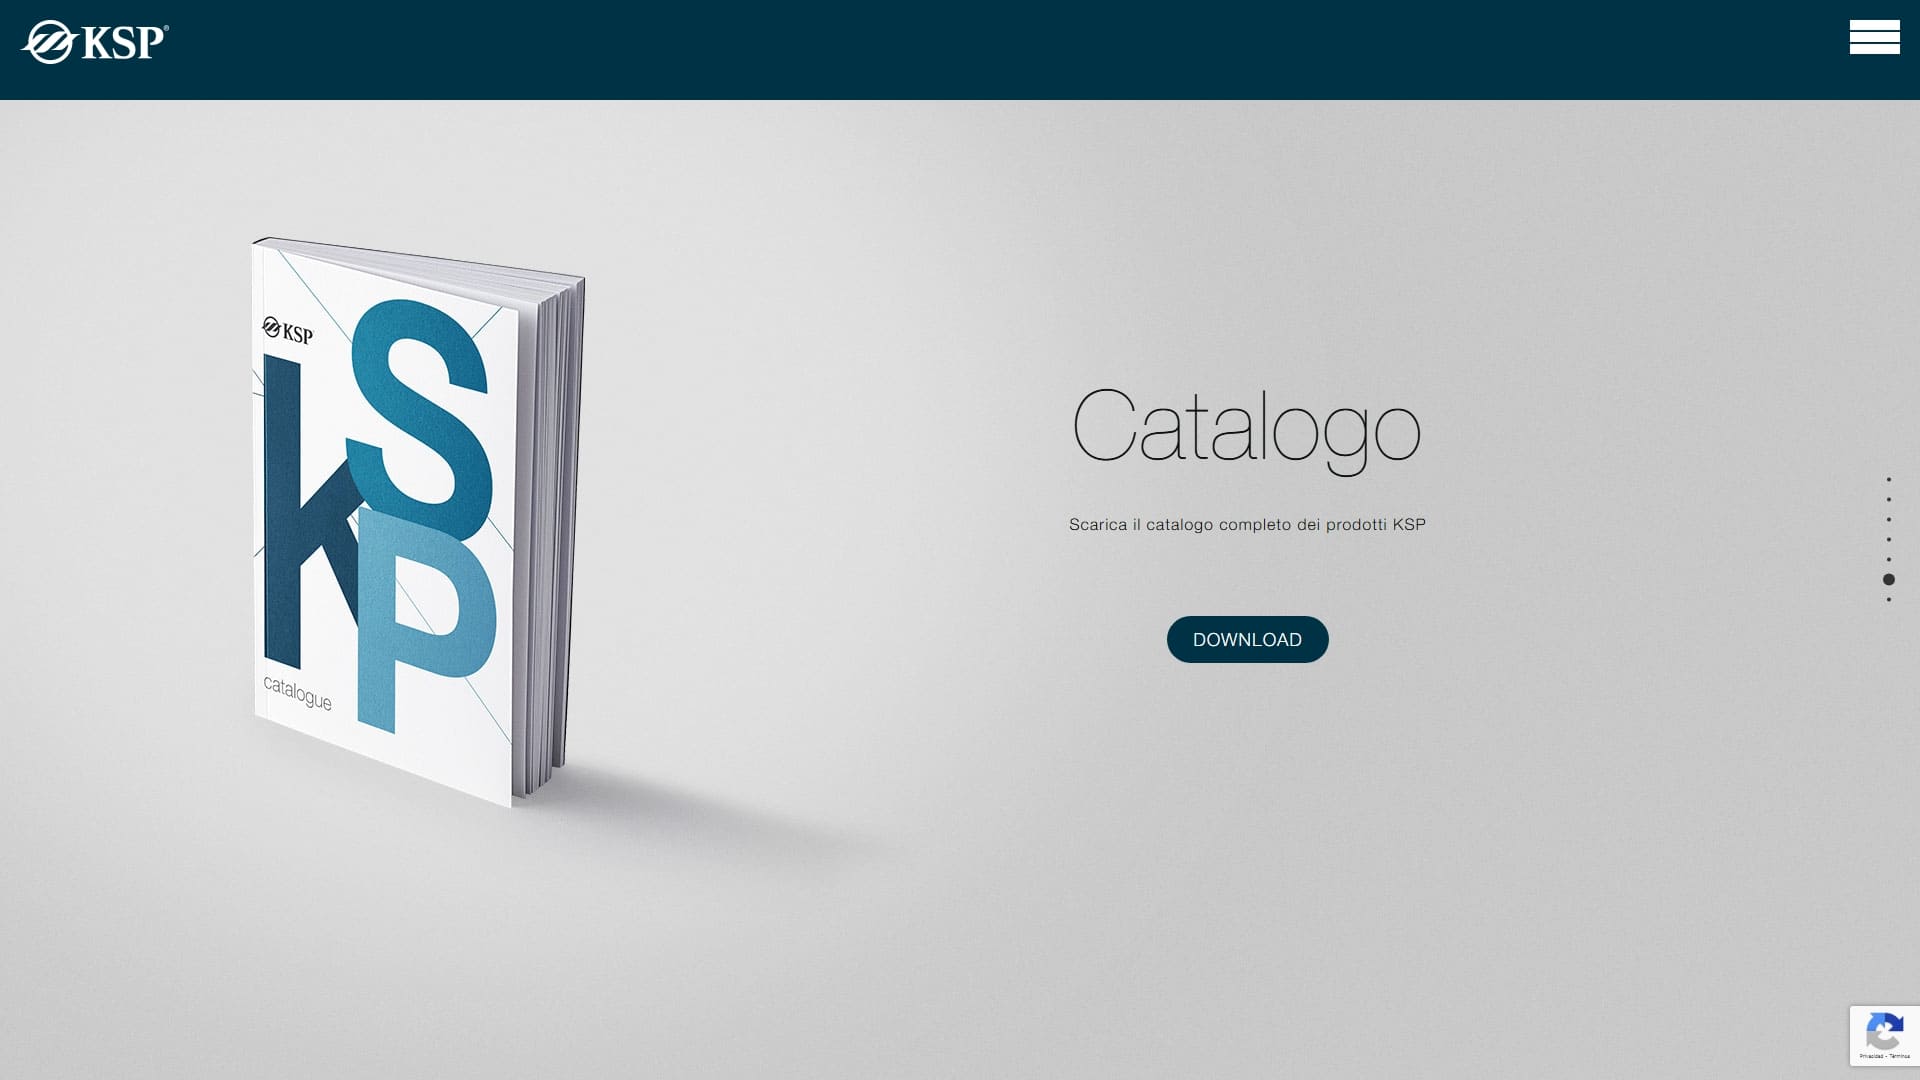 KSP®
KSP
KSP
catalogue
Catalogo
Scarica il catalogo completo dei prodotti KSP
DOWNLOAD
Privacidad - Términos